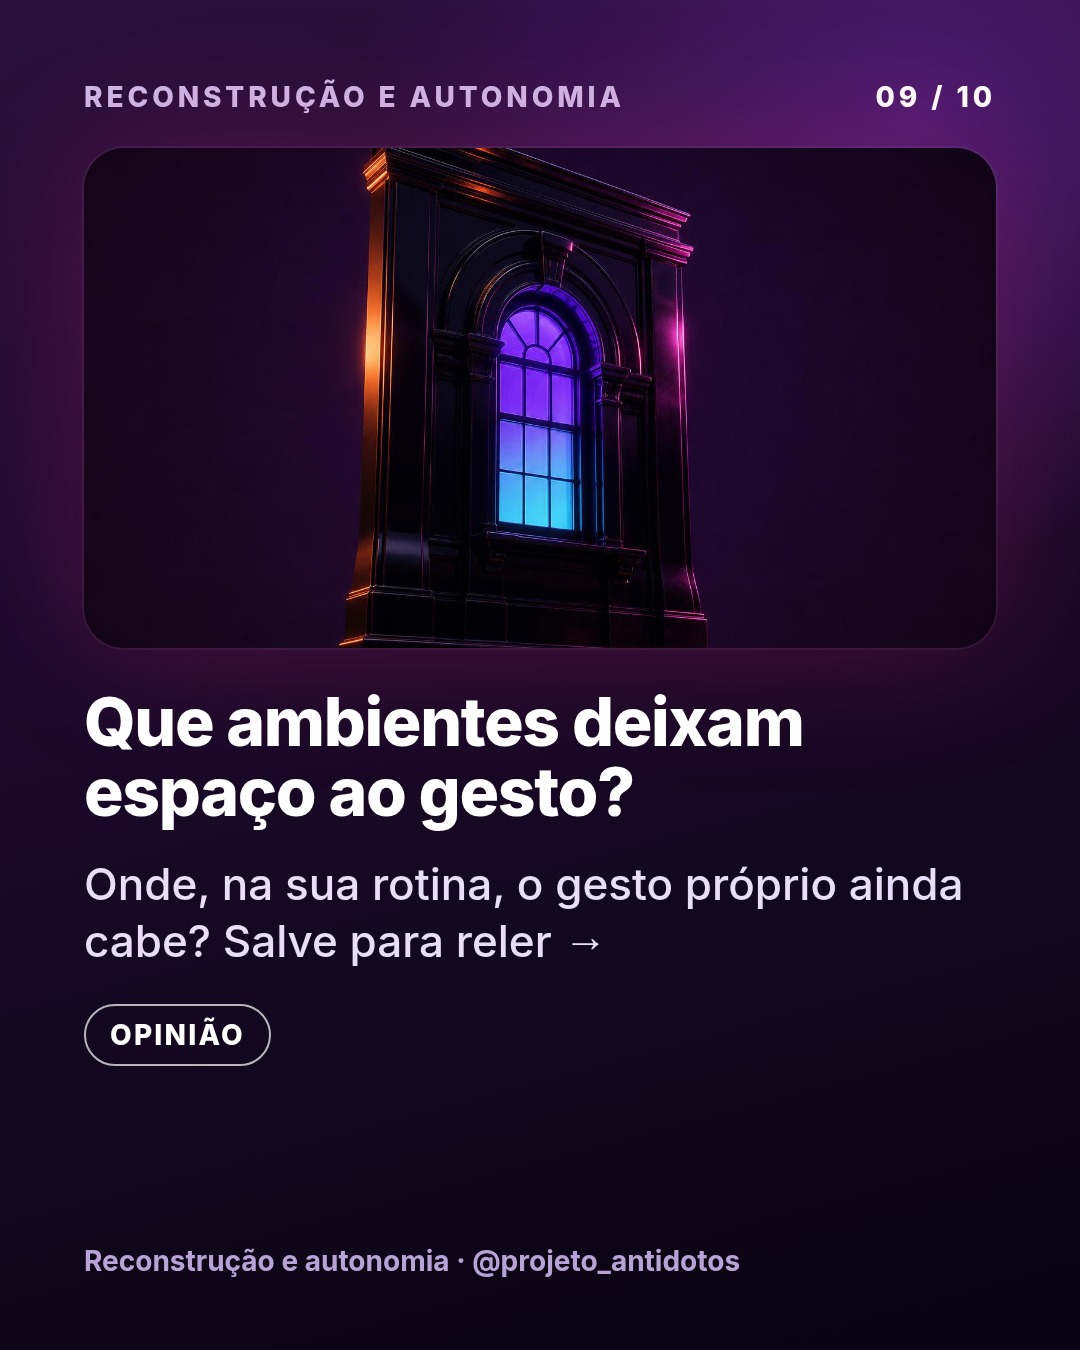 RECONSTRUÇÃO E AUTONOMIA
09 / 10
Que ambientes deixam
espaço ao gesto?
Onde, na sua rotina, o gesto próprio ainda
cabe? Salve para reler →
OPINIÃO
Reconstrução e autonomia · @projeto_antidotos